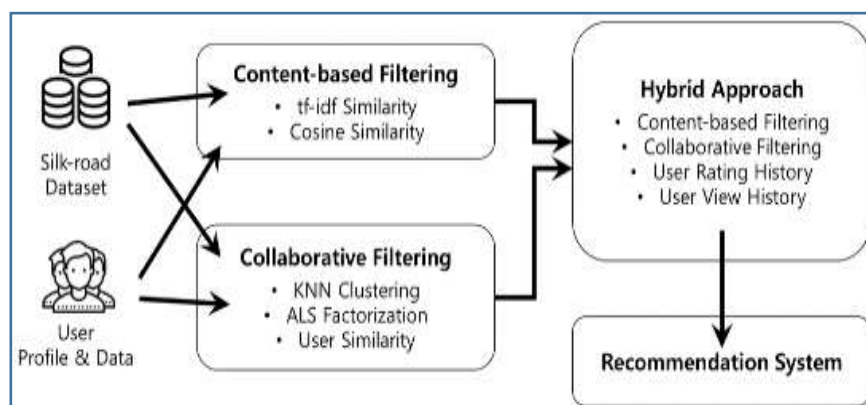 Silk-road
Dataset
User
Profile & Data
Content-based Filtering
• tf-idf Similarity
• Cosine Similarity
Collaborative Filtering
• KNN Clustering
• ALS Factorization
• User Similarity
Hybrid Approach
• Content-based Filtering
• Collaborative Filtering
• User Rating History
• User View History
Recommendation System